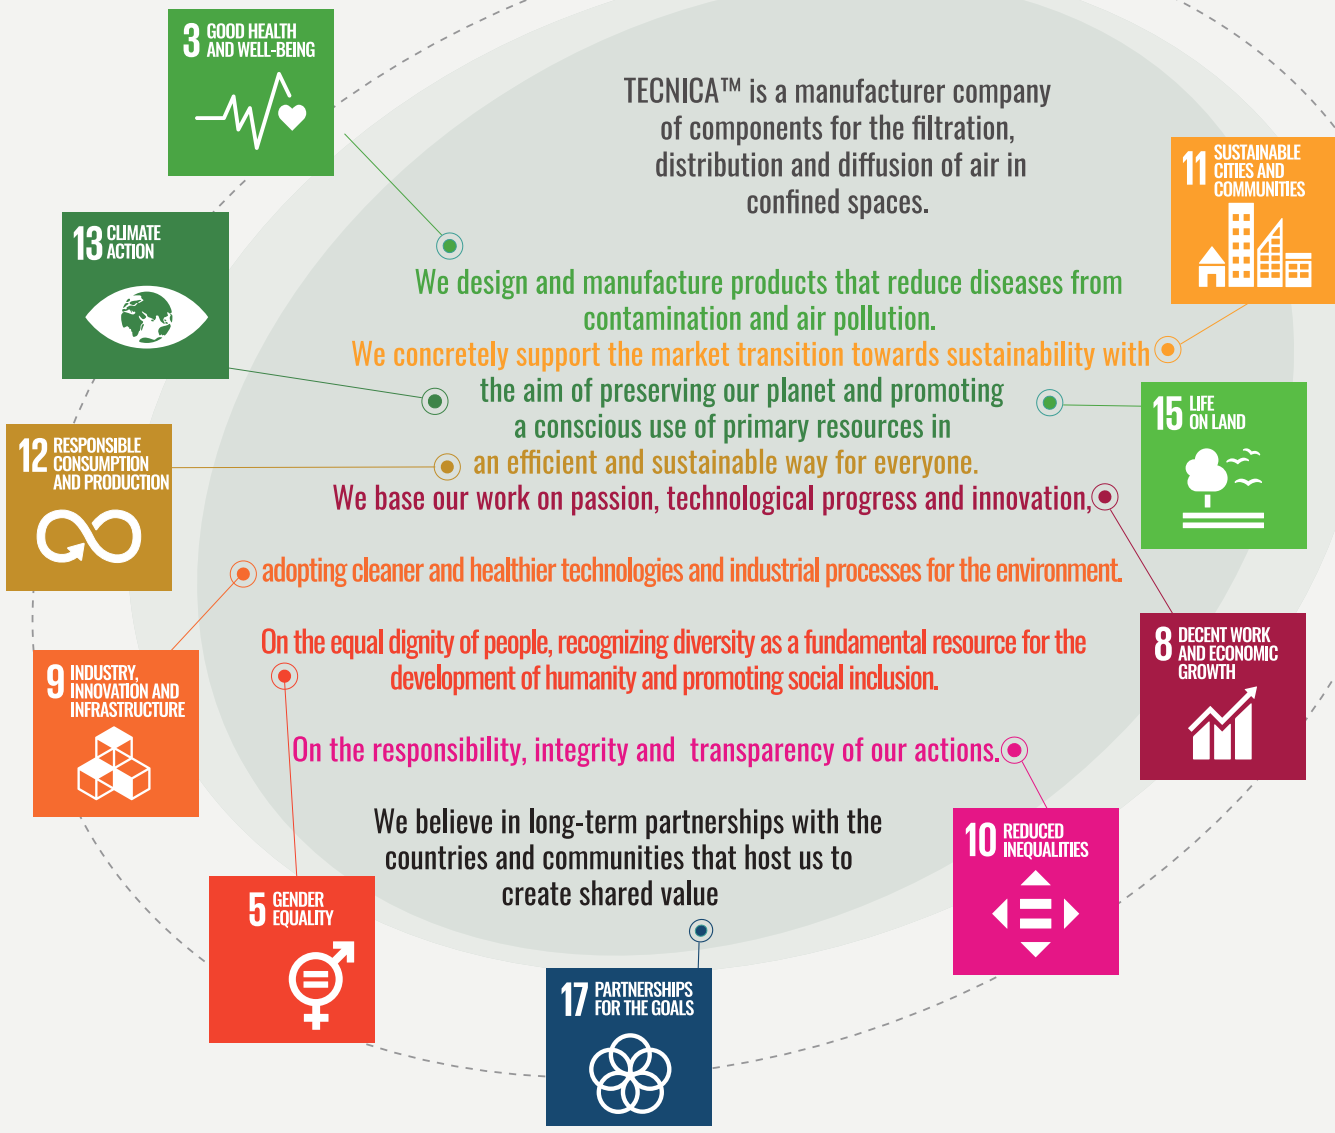 3 GOOD HEALTH
AND WELL-BEING
TECNICA™ is a manufacturer company
of components for the filtration,
distribution and diffusion of air in
confined spaces.
11 SUSTAINABLE
CITIES AND
COMMUNITIES
13 CLIMATE
ACTION
We design and manufacture products that reduce diseases from
contamination and air pollution.
We concretely support the market transition towards sustainability with
the aim of preserving our planet and promoting
a conscious use of primary resources in
an efficient and sustainable way for everyone.
15 LIFE
ON LAND
12 RESPONSIBLE
CONSUMPTION
AND PRODUCTION
We base our work on passion, technological progress and innovation,
adopting cleaner and healthier technologies and industrial processes for the environment.
On the equal dignity of people, recognizing diversity as a fundamental resource for the
development of humanity and promoting social inclusion.
8 DECENT WORK
AND ECONOMIC
GROWTH
9 INDUSTRY,
INNOVATION AND
INFRASTRUCTURE
On the responsibility, integrity and  transparency of our actions.
We believe in long-term partnerships with the
countries and communities that host us to
create shared value
10 REDUCED
INEQUALITIES
5 GENDER
EQUALITY
17 PARTNERSHIPS
FOR THE GOALS